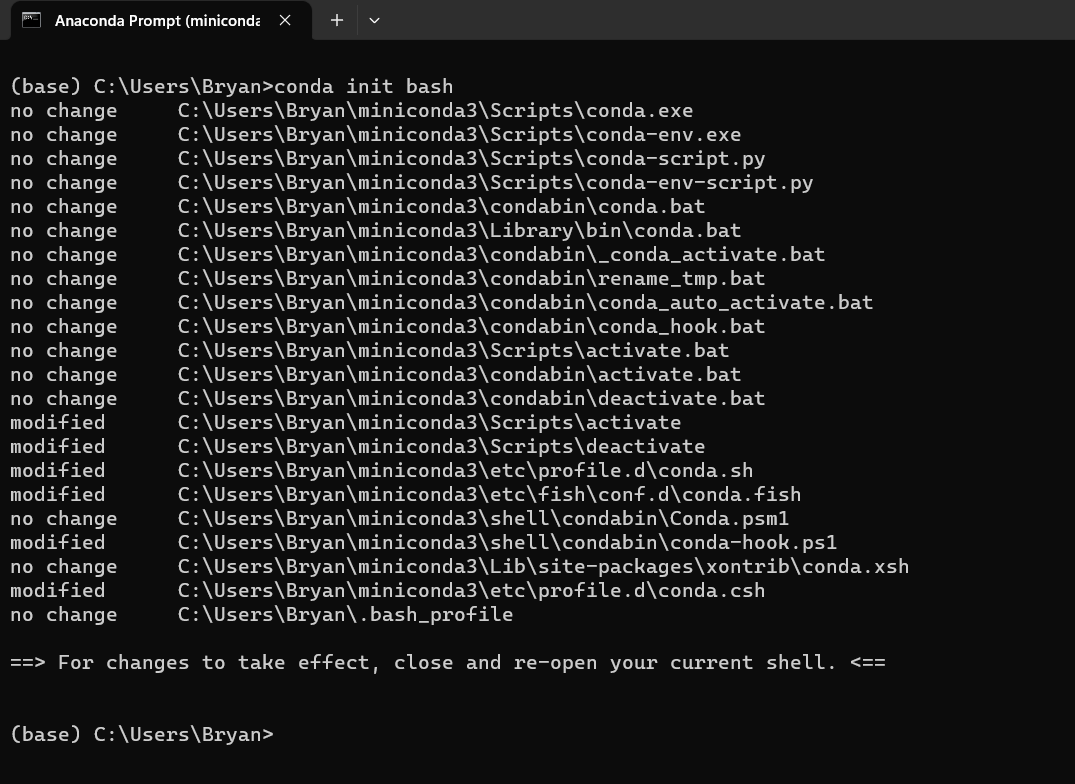 Anaconda Prompt (miniconda
(base) C:\Users\Bryan>conda init bash
no change     C:\Users\Bryan\miniconda3\Scripts\conda.exe
no change     C:\Users\Bryan\miniconda3\Scripts\conda-env.exe
no change     C:\Users\Bryan\miniconda3\Scripts\conda-script.py
no change     C:\Users\Bryan\miniconda3\Scripts\conda-env-script.py
no change     C:\Users\Bryan\miniconda3\condabin\conda.bat
no change     C:\Users\Bryan\miniconda3\Library\bin\conda.bat
no change     C:\Users\Bryan\miniconda3\condabin\_conda_activate.bat
no change     C:\Users\Bryan\miniconda3\condabin\rename_tmp.bat
no change     C:\Users\Bryan\miniconda3\condabin\conda_auto_activate.bat
no change     C:\Users\Bryan\miniconda3\condabin\conda_hook.bat
no change     C:\Users\Bryan\miniconda3\Scripts\activate.bat
no change     C:\Users\Bryan\miniconda3\condabin\activate.bat
no change     C:\Users\Bryan\miniconda3\condabin\deactivate.bat
modified      C:\Users\Bryan\miniconda3\Scripts\activate
modified      C:\Users\Bryan\miniconda3\Scripts\deactivate
modified      C:\Users\Bryan\miniconda3\etc\profile.d\conda.sh
modified      C:\Users\Bryan\miniconda3\etc\fish\conf.d\conda.fish
no change     C:\Users\Bryan\miniconda3\shell\condabin\Conda.psm1
modified      C:\Users\Bryan\miniconda3\shell\condabin\conda-hook.ps1
no change     C:\Users\Bryan\miniconda3\Lib\site-packages\xontrib\conda.xsh
modified      C:\Users\Bryan\miniconda3\etc\profile.d\conda.csh
no change     C:\Users\Bryan\.bash_profile
==> For changes to take effect, close and re-open your current shell. <==
(base) C:\Users\Bryan>